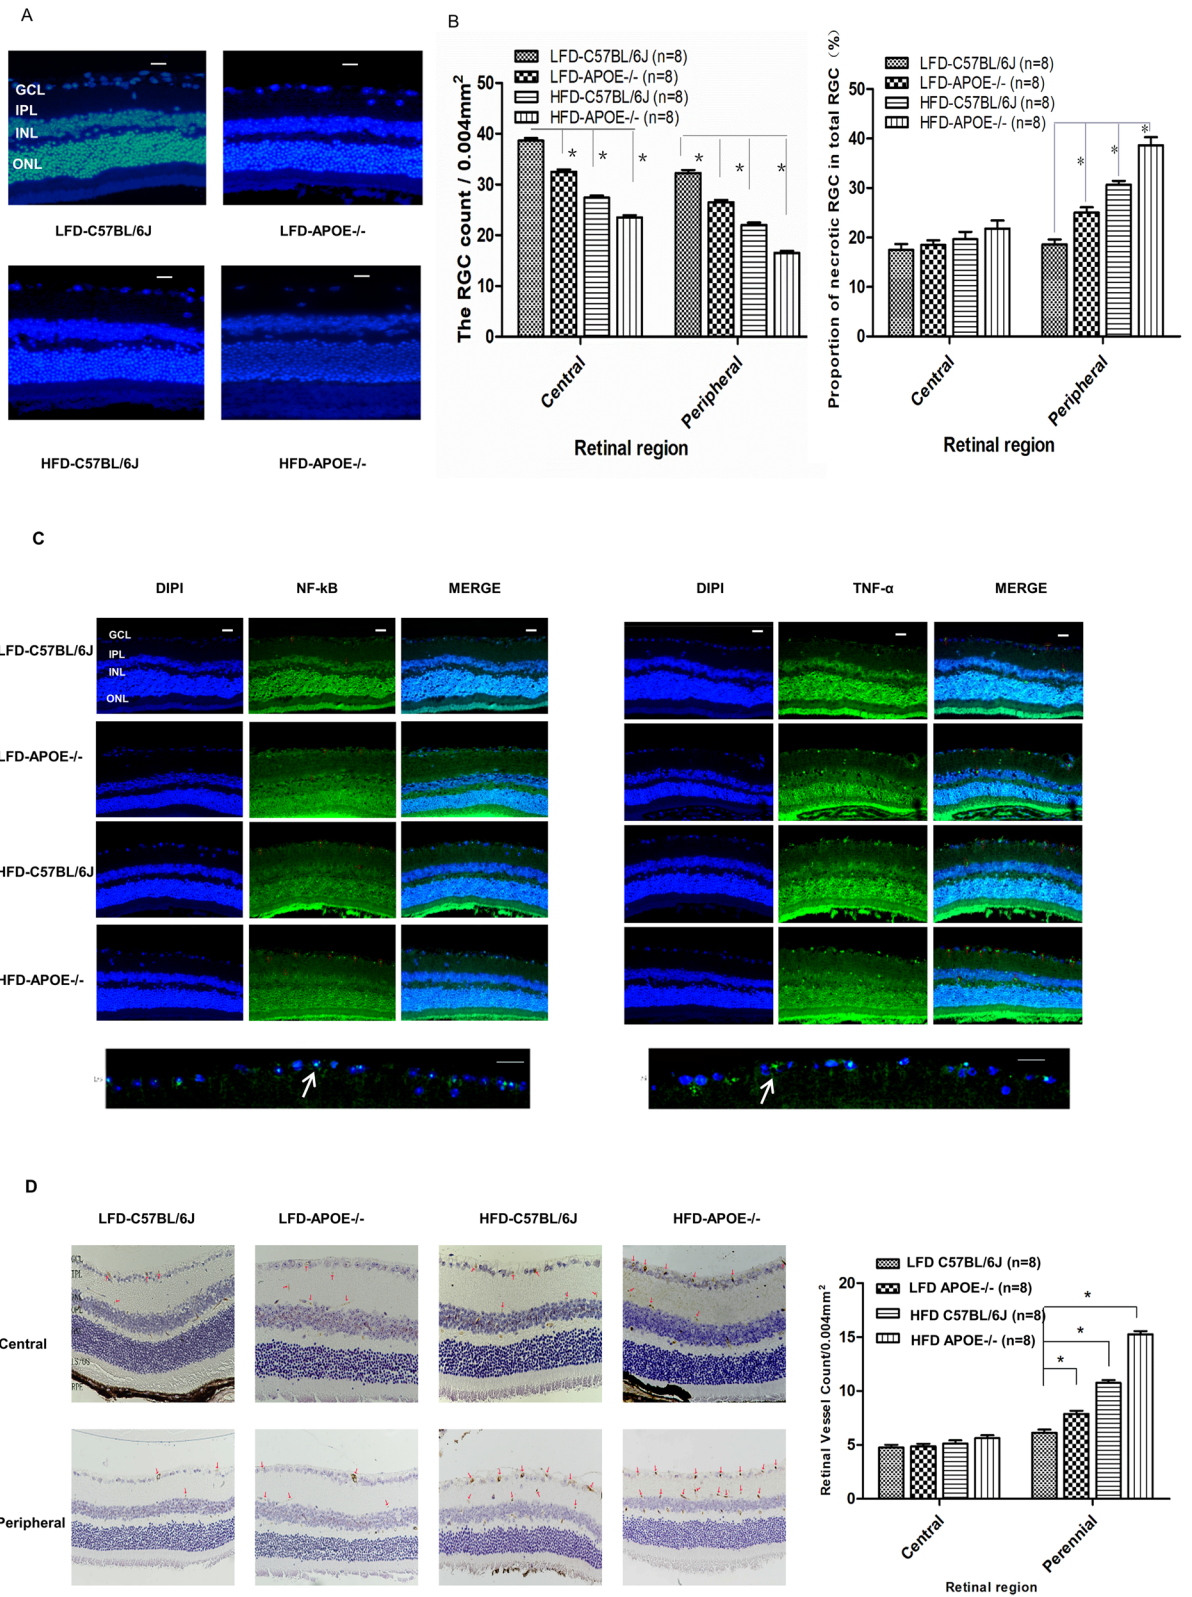 A
GCL
IPL
INL
ONL
LFD-C57BL/6J
LFD-APOE-/-
HFD-C57BL/6J
HFD-APOE-/-
B
LFD-C57BL/6J (n=8)
LFD-APOE-/- (n=8)
HFD-C57BL/6J (n=8)
HFD-APOE-/- (n=8)
The RGC count / 0.004mm²
50
40
30
20
10
0
* * *
* * *
Central
Peripheral
Retinal region
LFD-C57BL/6J (n=8)
LFD-APOE-/- (n=8)
HFD-C57BL/6J (n=8)
HFD-APOE-/- (n=8)
Proportion of necrotic RGC in total RGC (%)
50
40
30
20
10
0
* * *
Central
Peripheral
Retinal region
C
DIPI NF-kB MERGE
DIPI TNF-α MERGE
LFD-C57BL/6J
GCL
IPL
INL
ONL
LFD-APOE-/-
HFD-C57BL/6J
HFD-APOE-/-
D
LFD-C57BL/6J LFD-APOE-/- HFD-C57BL/6J HFD-APOE-/-
Central
GCL
IPL
IS/OS
RPE
Peripheral
LFD C57BL/6J (n=8)
LFD APOE-/- (n=8)
HFD C57BL/6J (n=8)
HFD APOE-/- (n=8)
Retinal Vessel Count/0.004mm²
20
15
10
5
0
*
*
*
Central
Perennial
Retinal region